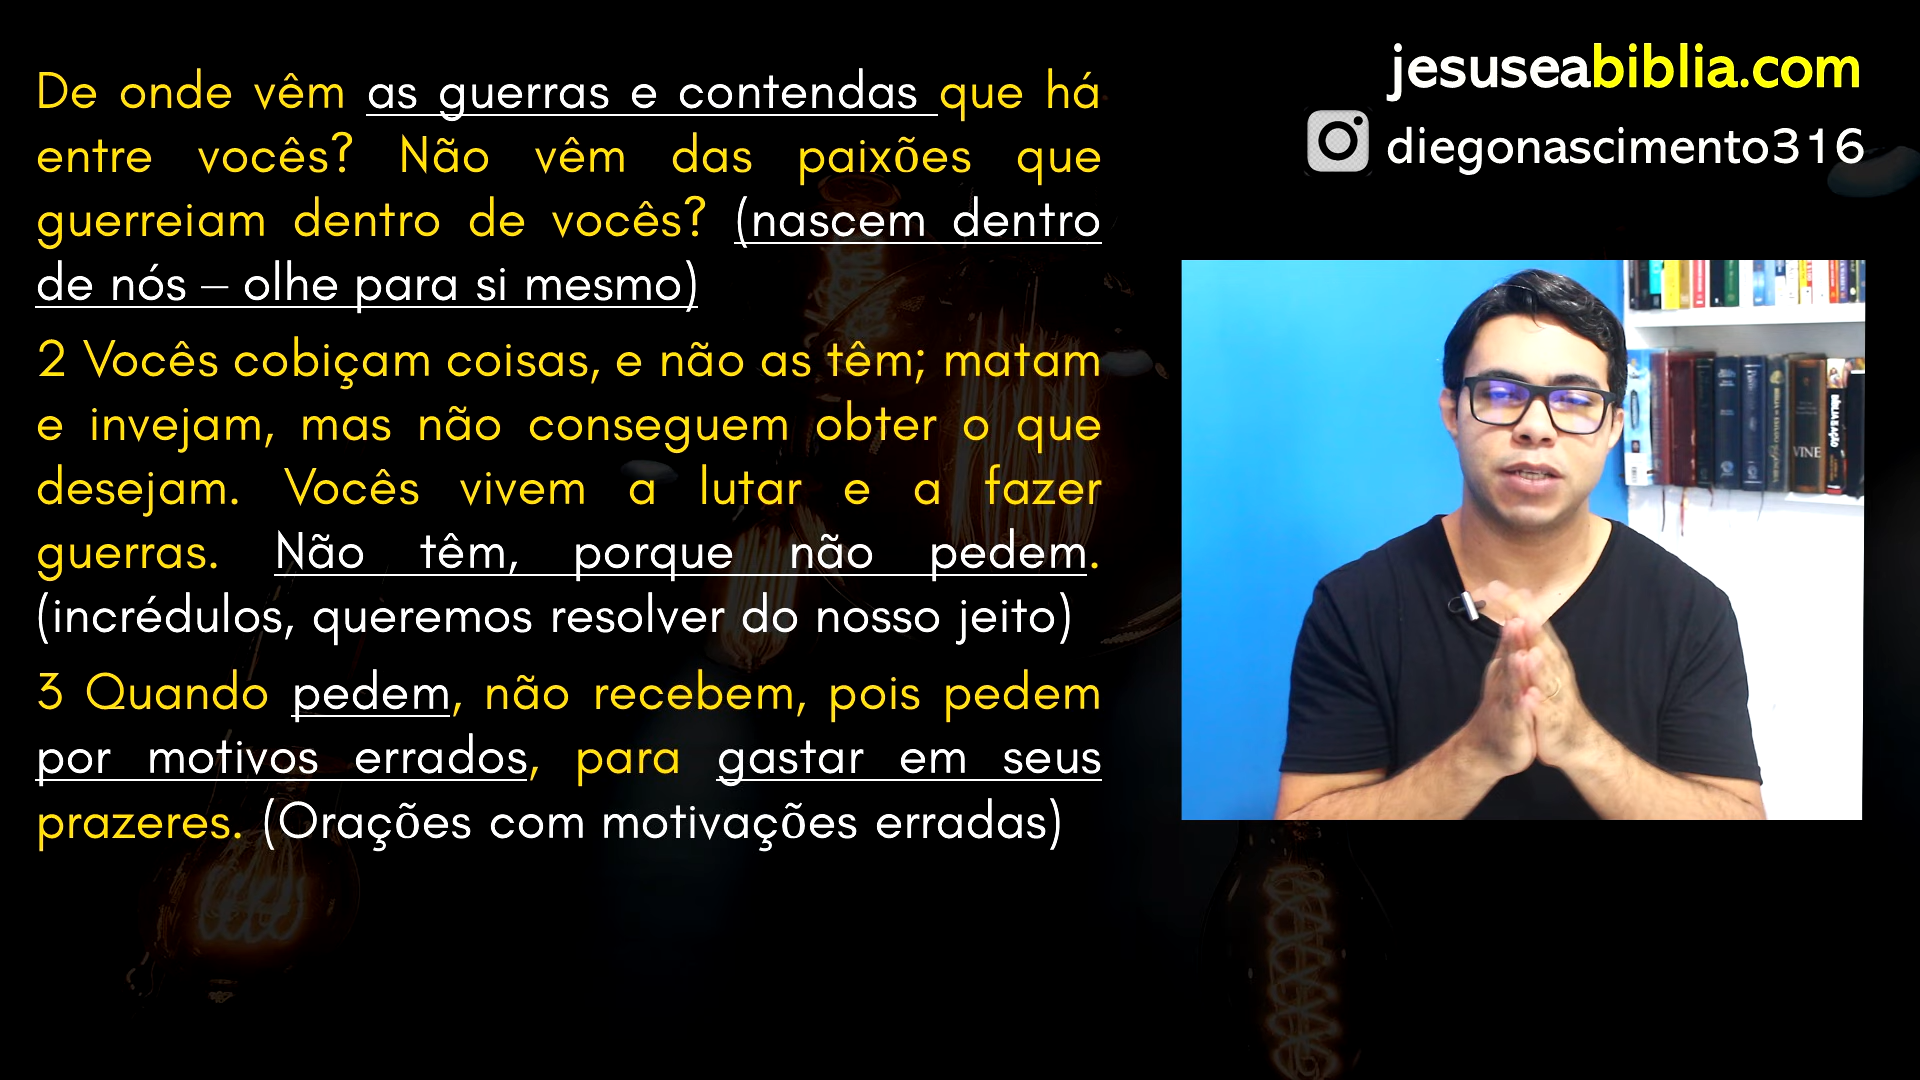 De onde vêm as guerras e contendas que há
entre vocês? Não vêm das paixões que
guerreiam dentro de vocês? (nascem dentro
de nós – olhe para si mesmo)
2 Vocês cobiçam coisas, e não as têm; matam
e invejam, mas não conseguem obter o que
desejam. Vocês vivem a lutar e a fazer
guerras. Não têm, porque não pedem.
(incrédulos, queremos resolver do nosso jeito)
3 Quando pedem, não recebem, pois pedem
por motivos errados, para gastar em seus
prazeres. (Orações com motivações erradas)
jesuseabiblia.com
diegonascimento316
VINE